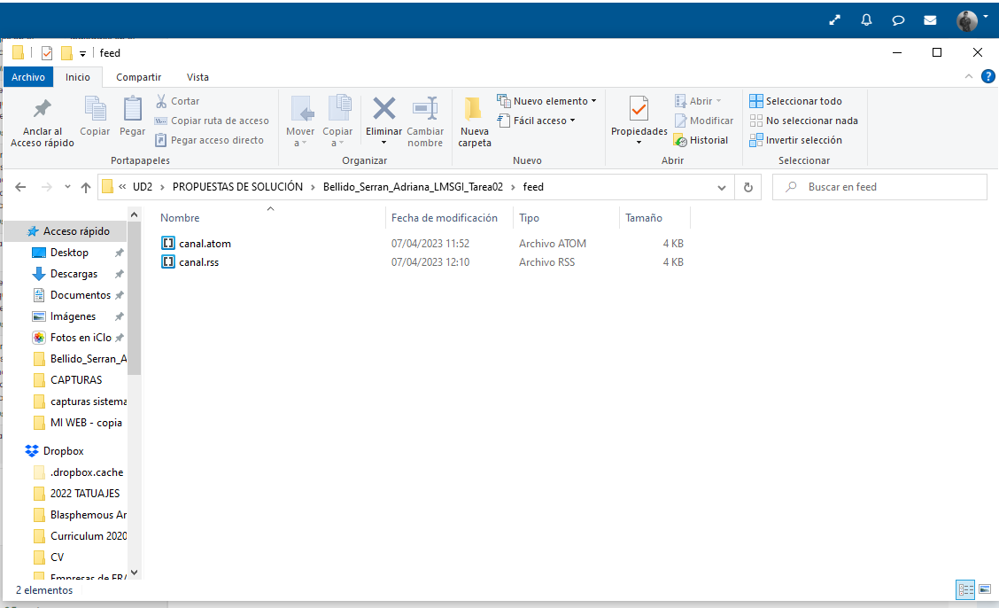 feed
Archivo Inicio Compartir Vista
Anclar al Acceso rápido
Copiar
Pegar
Cortar
Copiar ruta de acceso
Pegar acceso directo
Portapapeles
Mover a
Copiar a
Eliminar
Cambiar nombre
Organizar
Nueva carpeta
Nuevo elemento
Fácil acceso
Nuevo
Propiedades
Abrir
Modificar
Historial
Abrir
Seleccionar todo
No seleccionar nada
Invertir selección
Seleccionar
« UD2 > PROPUESTAS DE SOLUCIÓN > Bellido_Serran_Adriana_LMSGI_Tarea02 > feed
Buscar en feed
Acceso rápido
Desktop
Descargas
Documentos
Imágenes
Fotos en iClo
Bellido_Serran_A
CAPTURAS
capturas sistema
MI WEB - copia
Dropbox
.dropbox.cache
2022 TATUAJES
Blasphemous Ar
Curriculum 2020
CV
Empresas de FRA
Nombre Fecha de modificación Tipo Tamaño
canal.atom 07/04/2023 11:52 Archivo ATOM 4 KB
canal.rss 07/04/2023 12:10 Archivo RSS 4 KB
2 elementos